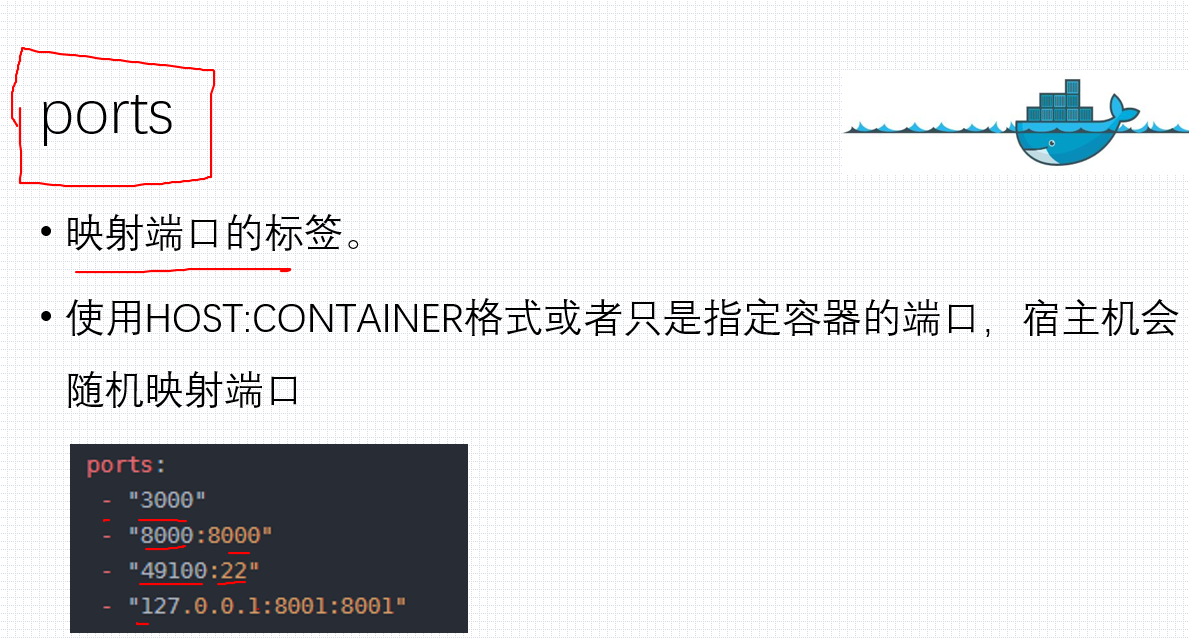 ports
• 映射端口的标签。
• 使用HOST:CONTAINER格式或者只是指定容器的端口，宿主机会
随机映射端口
ports:
- "3000"
- "8000:8000"
- "49100:22"
- "127.0.0.1:8001:8001"